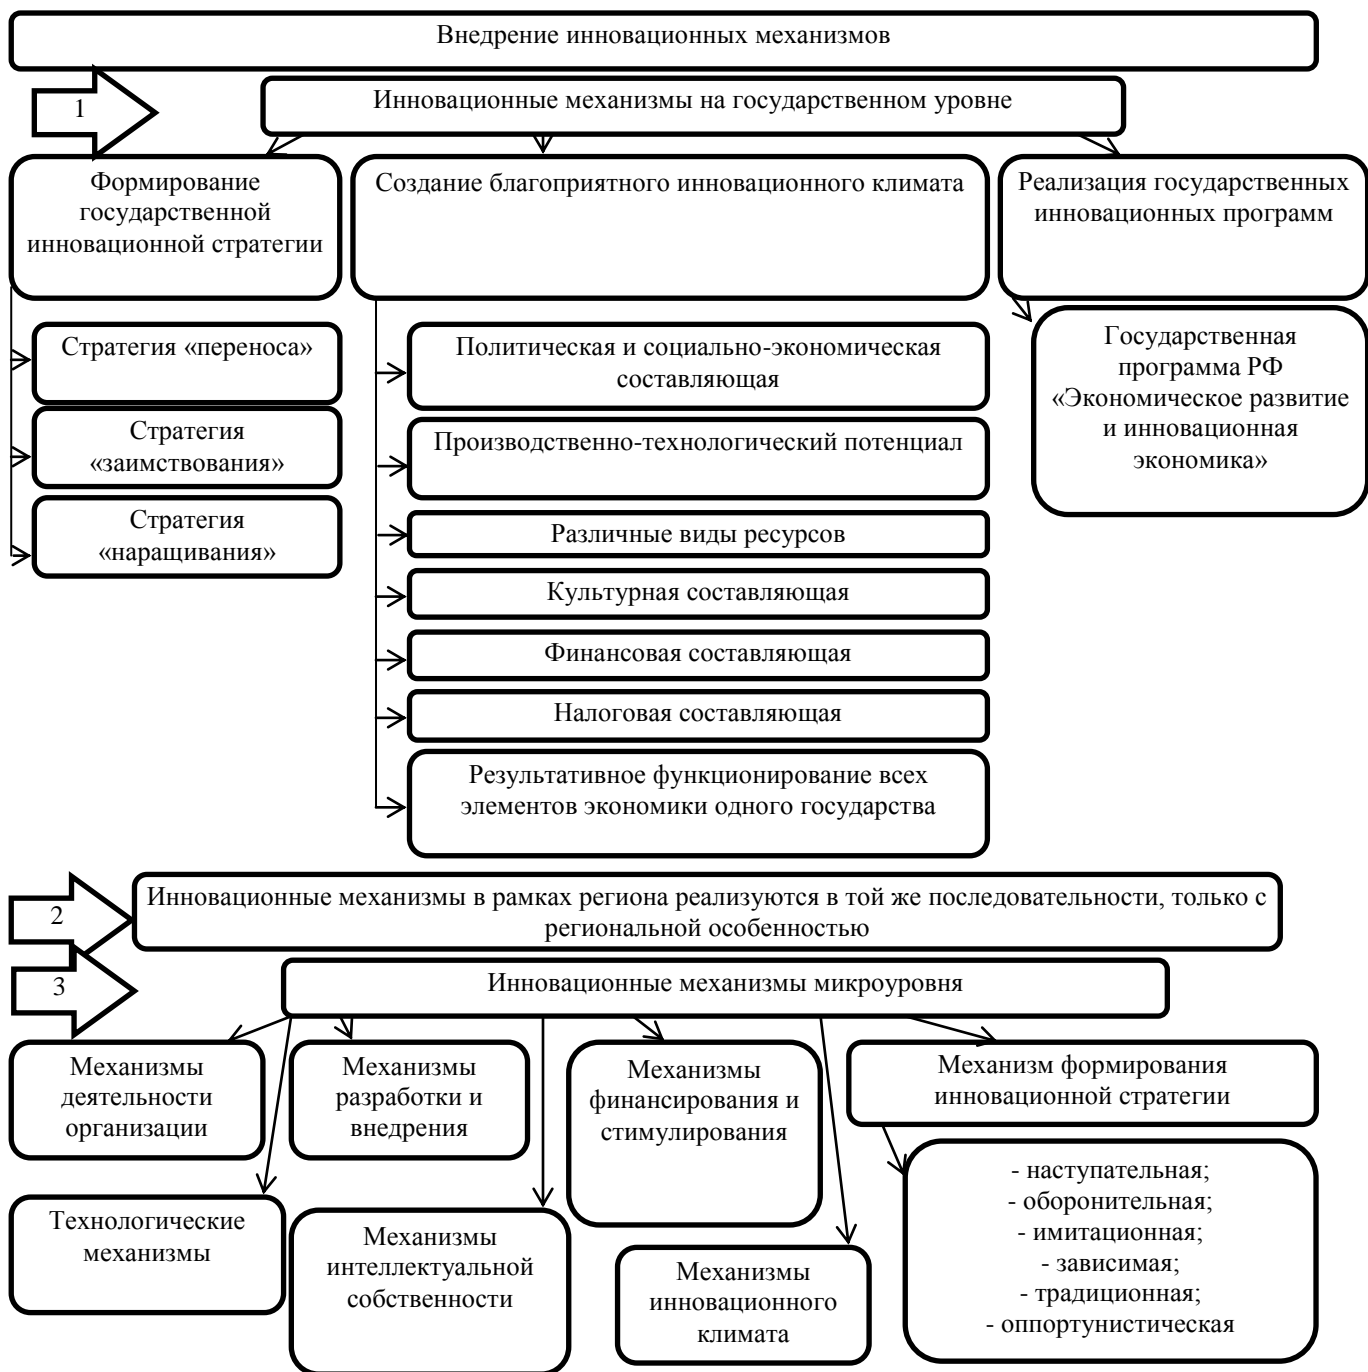 Внедрение инновационных механизмов
1
Инновационные механизмы на государственном уровне
Формирование
государственной
инновационной стратегии
Создание благоприятного инновационного климата
Реализация государственных
инновационных программ
Стратегия «переноса»
Стратегия
«заимствования»
Стратегия
«наращивания»
Политическая и социально-экономическая
составляющая
Производственно-технологический потенциал
Различные виды ресурсов
Культурная составляющая
Финансовая составляющая
Налоговая составляющая
Результативное функционирование всех
элементов экономики одного государства
Государственная
программа РФ
«Экономическое развитие
и инновационная
экономика»
2
Инновационные механизмы в рамках региона реализуются в той же последовательности, только с
региональной особенностью
3
Инновационные механизмы микроуровня
Механизмы
деятельности
организации
Механизмы
разработки и
внедрения
Механизмы
финансирования и
стимулирования
Механизм формирования
инновационной стратегии
Технологические
механизмы
Механизмы
интеллектуальной
собственности
Механизмы
инновационного
климата
- наступательная;
- оборонительная;
- имитационная;
- зависимая;
- традиционная;
- оппортунистическая